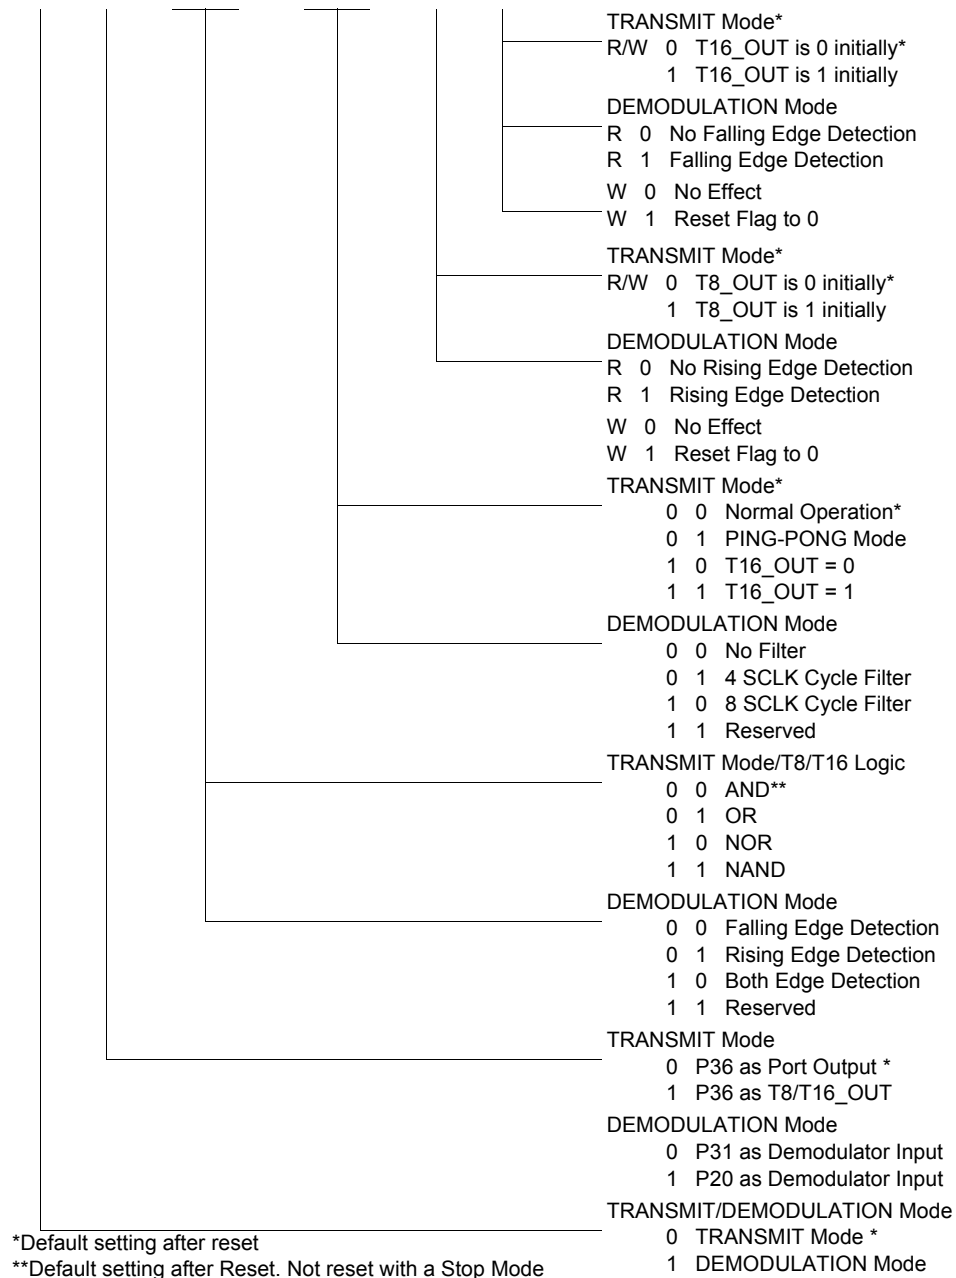 TRANSMIT Mode*
R/W 0 T16_OUT is 0 initially*
1 T16_OUT is 1 initially
DEMODULATION Mode
R 0 No Falling Edge Detection
R 1 Falling Edge Detection
W 0 No Effect
W 1 Reset Flag to 0
TRANSMIT Mode*
R/W 0 T8_OUT is 0 initially*
1 T8_OUT is 1 initially
DEMODULATION Mode
R 0 No Rising Edge Detection
R 1 Rising Edge Detection
W 0 No Effect
W 1 Reset Flag to 0
TRANSMIT Mode*
0 0 Normal Operation*
0 1 PING-PONG Mode
1 0 T16_OUT = 0
1 1 T16_OUT = 1
DEMODULATION Mode
0 0 No Filter
0 1 4 SCLK Cycle Filter
1 0 8 SCLK Cycle Filter
1 1 Reserved
TRANSMIT Mode/T8/T16 Logic
0 0 AND**
0 1 OR
1 0 NOR
1 1 NAND
DEMODULATION Mode
0 0 Falling Edge Detection
0 1 Rising Edge Detection
1 0 Both Edge Detection
1 1 Reserved
TRANSMIT Mode
0 P36 as Port Output *
1 P36 as T8/T16_OUT
DEMODULATION Mode
0 P31 as Demodulator Input
1 P20 as Demodulator Input
TRANSMIT/DEMODULATION Mode
0 TRANSMIT Mode *
1 DEMODULATION Mode
*Default setting after reset
**Default setting after Reset. Not reset with a Stop Mode